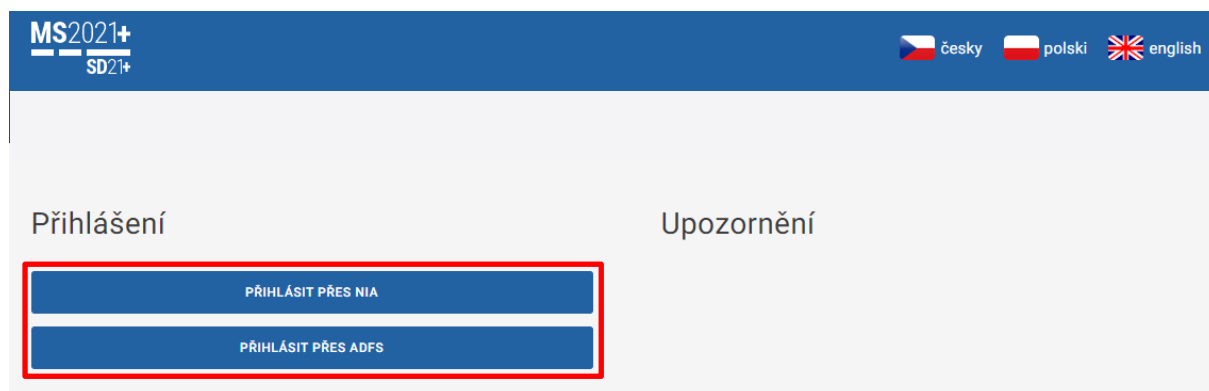 MS2021+
SD21+
česky polski english
Přihlášení
Upozornění
PŘIHLÁSIT PŘES NIA
PŘIHLÁSIT PŘES ADFS